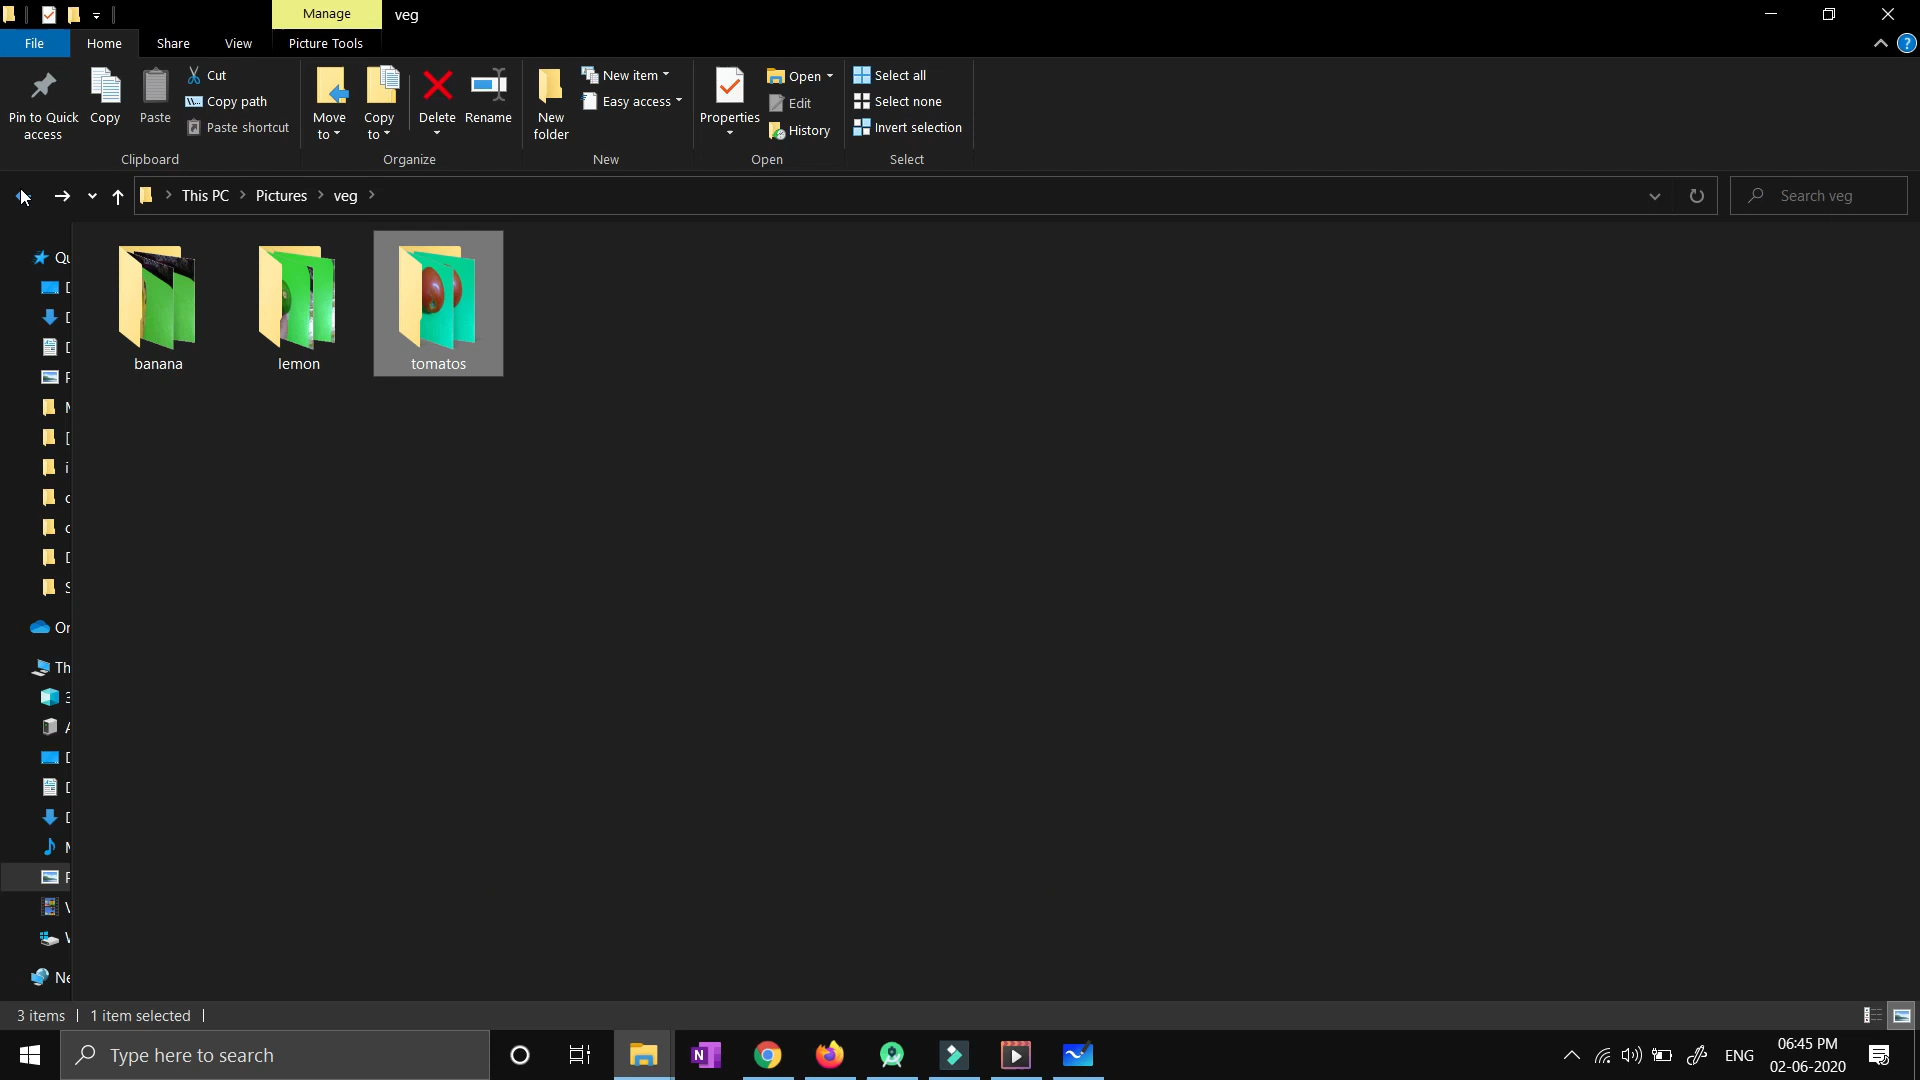 Manage
veg
File
Home
Share
View
Picture Tools
Pin to Quick access
Copy
Paste
Cut
Copy path
Paste shortcut
Clipboard
Move to
Copy to
Delete
Rename
Organize
New folder
New item
Easy access
New
Properties
Open
Edit
History
Open
Select all
Select none
Invert selection
Select
This PC
Pictures
veg
Search veg
banana
lemon
tomatos
3 items
1 item selected
Type here to search
ENG
06:45 PM
02-06-2020